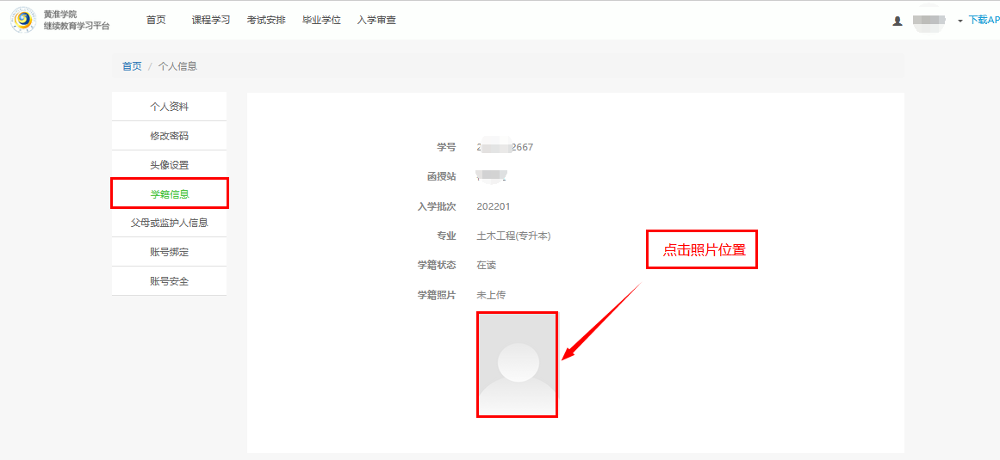 黄淮学院
继续教育学习平台
首页 课程学习 考试安排 毕业学位 入学审查
下载AP
首页 / 个人信息
个人资料
修改密码
头像设置
学籍信息
父母或监护人信息
账号绑定
账号安全
学号 2 2667
函授站
入学批次 202201
专业 土木工程(专升本)
学籍状态 在读
学籍照片 未上传
点击照片位置